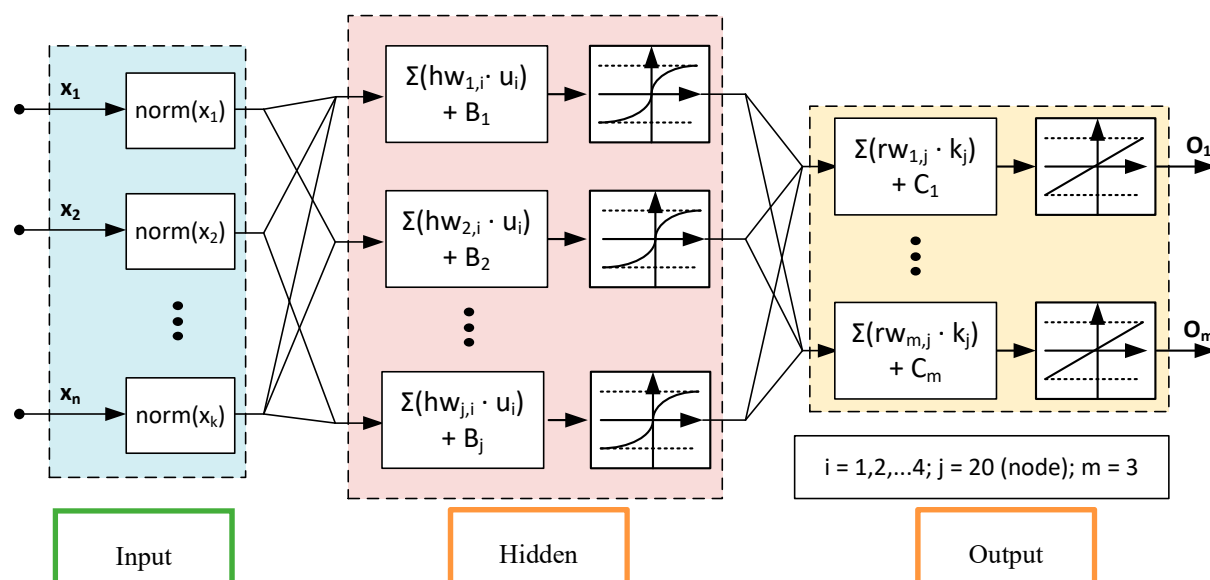 x₁
norm(x₁)
x₂
norm(x₂)
xₙ
norm(xₖ)
Σ(hw₁,ᵢ· uᵢ)
+ B₁
Σ(hw₂,ᵢ· uᵢ)
+ B₂
Σ(hwⱼ,ᵢ· uᵢ)
+ Bⱼ
Σ(rw₁,ⱼ · kⱼ)
+ C₁
O₁
Σ(rwₘ,ⱼ · kⱼ)
+ Cₘ
Oₘ
i = 1,2,...4; j = 20 (node); m = 3
Input
Hidden
Output